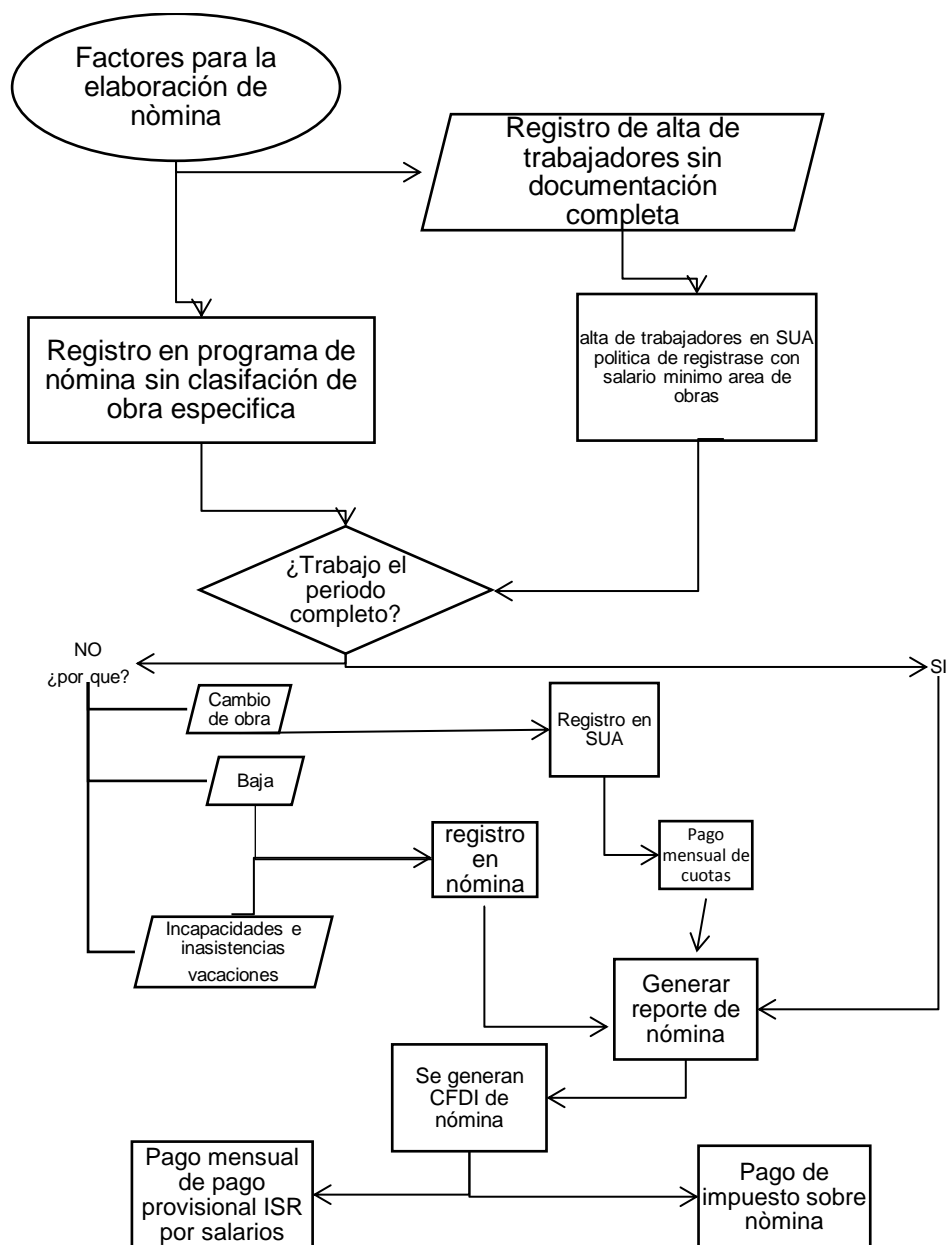 Factores para la
elaboración de
nòmina
Registro de alta de
trabajadores sin
documentación
completa
Registro en programa de
nómina sin clasifación de
obra especifica
alta de trabajadores en SUA
politica de registrase con
salario minimo area de
obras
¿Trabajo el
periodo
completo?
NO
¿por que?
SI
Cambio
de obra
Registro en
SUA
Baja
registro
en
nómina
Pago
mensual de
cuotas
Incapacidades e
inasistencias
vacaciones
Generar
reporte de
nómina
Se generan
CFDI de
nómina
Pago mensual
de pago
provisional ISR
por salarios
Pago de
impuesto sobre
nòmina